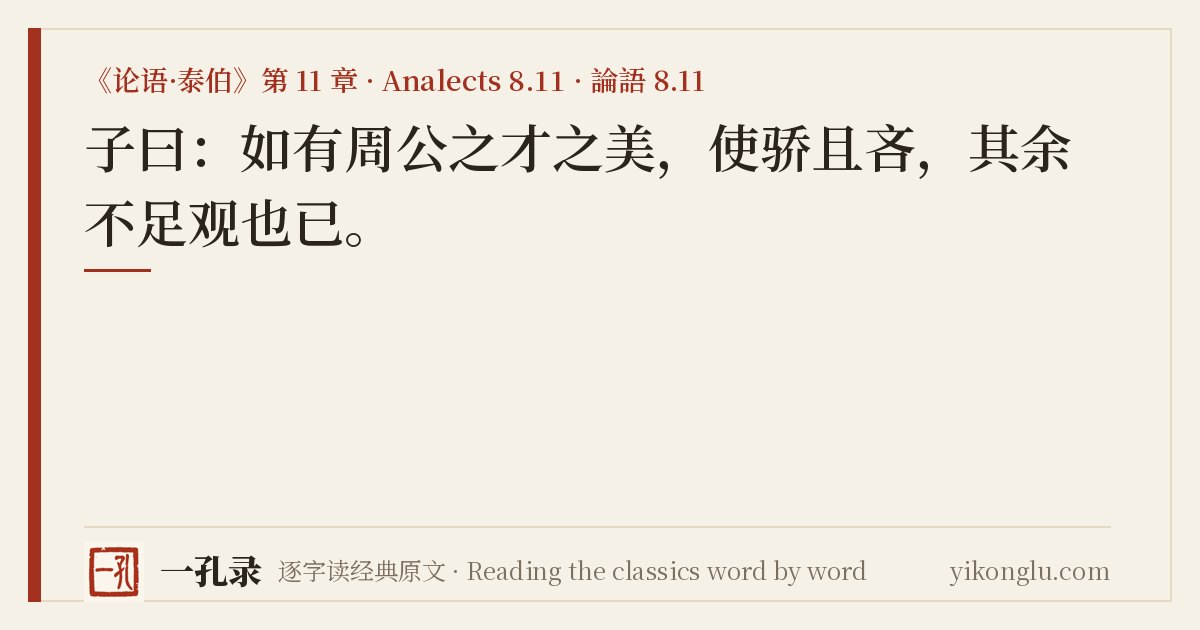 《论语·泰伯》第 11 章 · Analects 8.11 · 論語 8.11
子曰：如有周公之才之美，使骄且吝，其余
不足观也已。
一孔
一孔录 逐字读经典原文 · Reading the classics word by word yikonglu.com